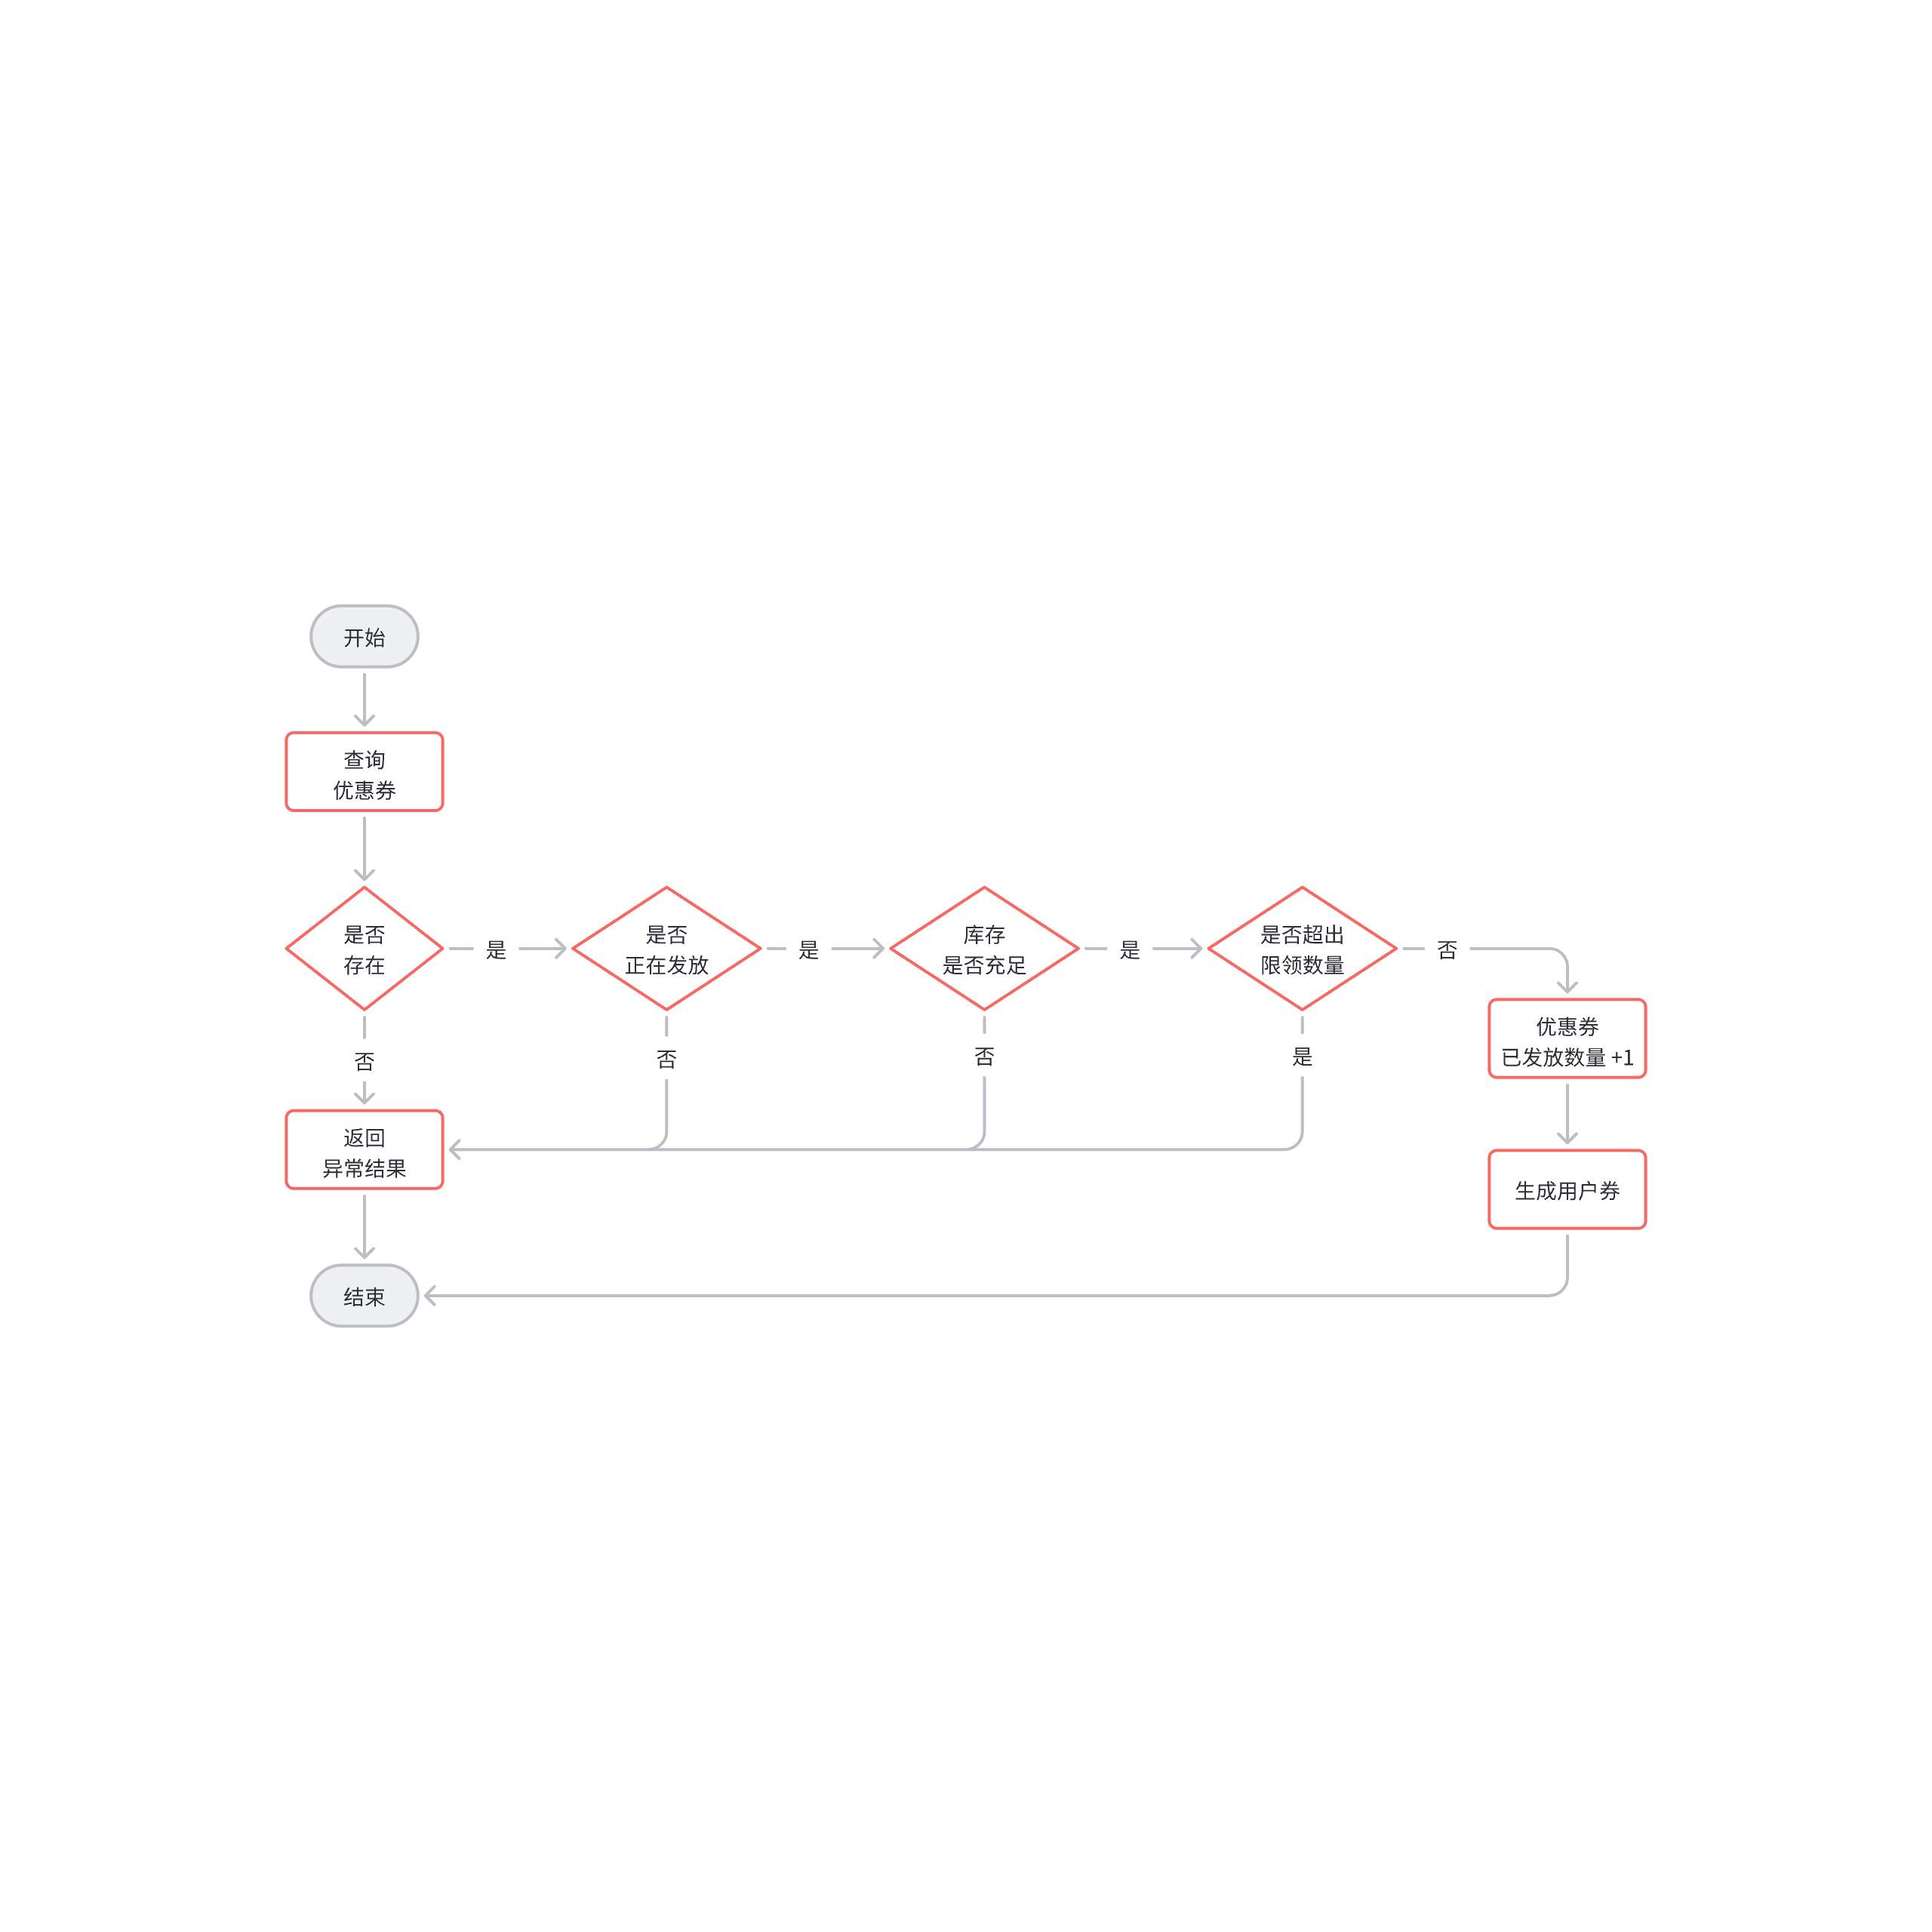 开始
查询
优惠券
是否
存在
是
是否
正在发放
是
库存
是否充足
是
是否超出
限领数量
否
优惠券
已发放数量 +1
否
否
否
是
返回
异常结果
生成用户券
结束